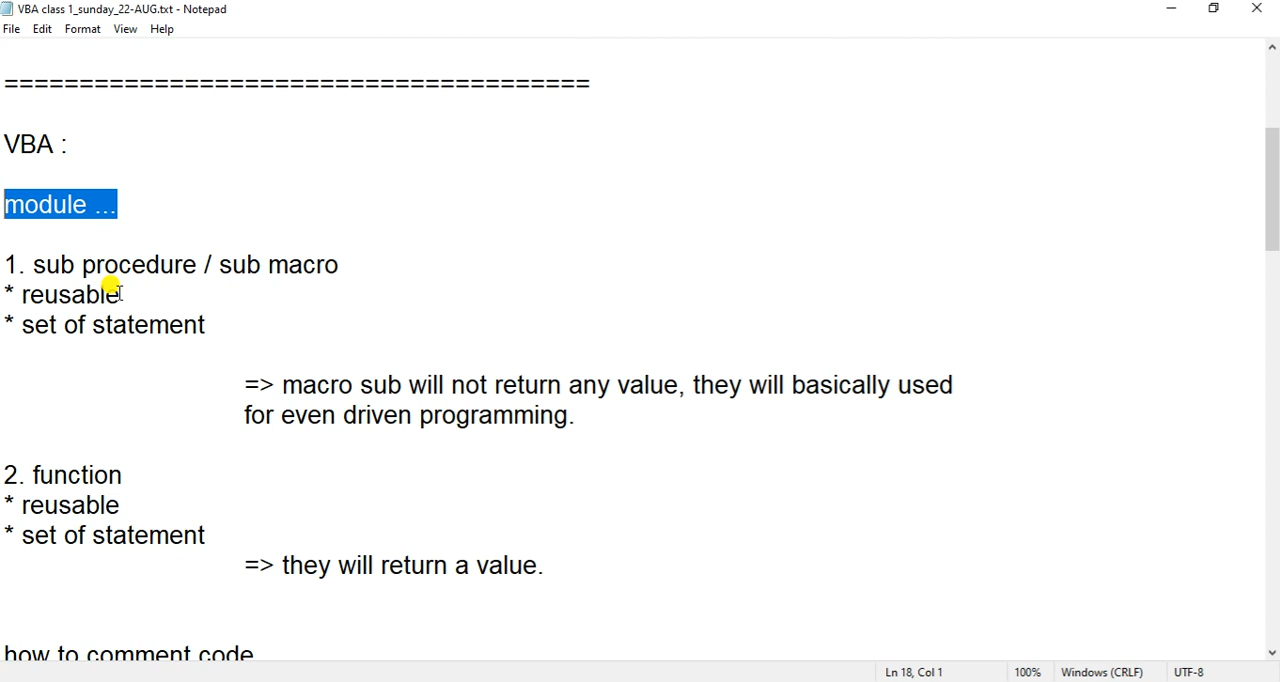 VBA class 1_sunday_22-AUG.txt - Notepad
File Edit Format View Help
=======================================
VBA :
module ...
1. sub procedure / sub macro
* reusable
* set of statement
=> macro sub will not return any value, they will basically used
for even driven programming.
2. function
* reusable
* set of statement
=> they will return a value.
how to comment code
Ln 18, Col 1 100% Windows (CRLF) UTF-8